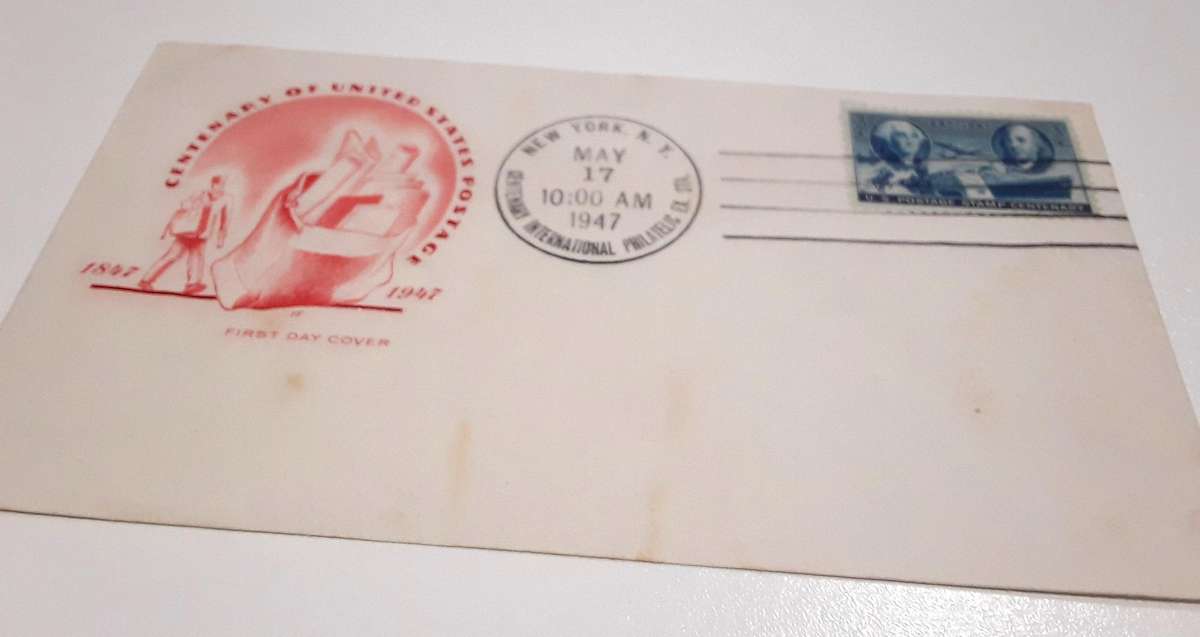 CENTENARY OF UNITED STATES POSTAGE
1847
1947
FIRST DAY COVER
NEW YORK, N. Y.
MAY
17
10:00 AM
1947
CENTENARY INTERNATIONAL PHILATELIC EX. STA.
U. S. POSTAGE STAMP CENTENARY